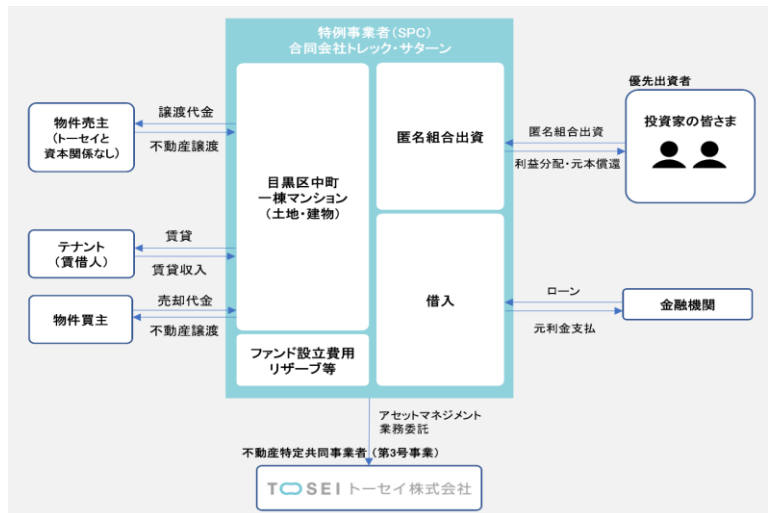 特例事業者(SPC)
合同会社トレック・サターン
物件売主
(トーセイと
資本関係なし)
譲渡代金
不動産譲渡
テナント
(賃借人)
賃貸
賃貸収入
物件買主
売却代金
不動産譲渡
目黒区中町
一棟マンション
(土地・建物)
ファンド設立費用
リザーブ等
匿名組合出資
借入
優先出資者
投資家の皆さま
匿名組合出資
利益分配・元本償還
ローン
元利金支払
金融機関
アセットマネジメント
業務委託
不動産特定共同事業者 (第3号事業)
TOSEI トーセイ株式会社